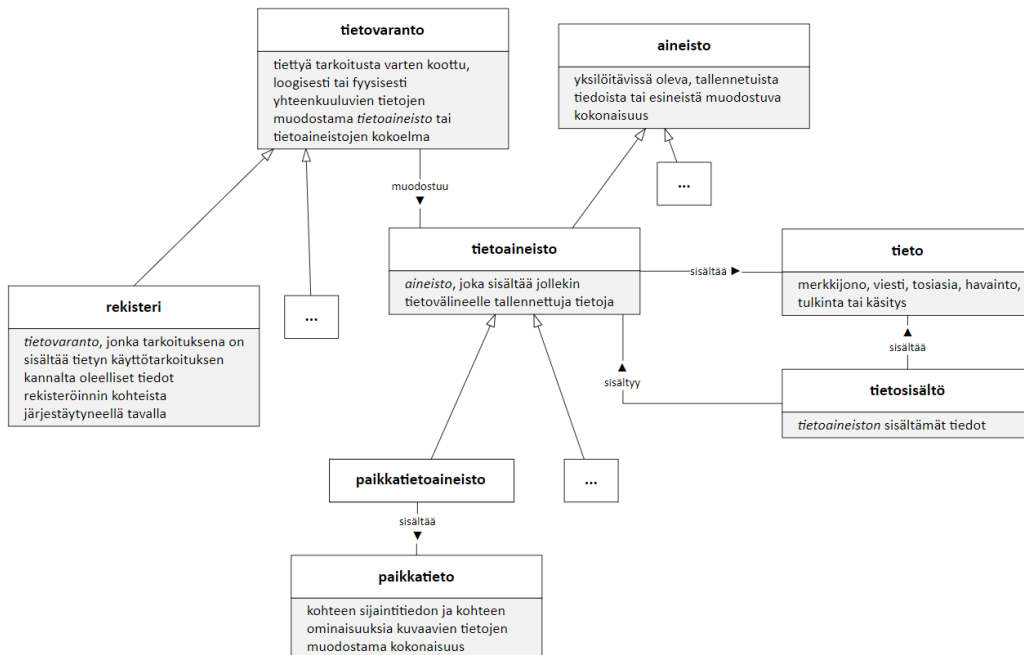 tietovaranto
tiettyä tarkoitusta varten koottu,
loogisesti tai fyysisesti
yhteenkuuluvien tietojen
muodostama tietoaineisto tai
tietoaineistojen kokoelma
aineisto
yksilöitävissä oleva, tallennetuista
tiedoista tai esineistä muodostuva
kokonaisuus
...
muodostuu
tietoaineisto
aineisto, joka sisältää jollekin
tietovälineelle tallennettuja tietoja
sisältää
tieto
merkkijono, viesti, tosiasia, havainto,
tulkinta tai käsitys
rekisteri
tietovaranto, jonka tarkoituksena on
sisältää tietyn käyttötarkoituksen
kannalta oleelliset tiedot
rekisteröinnin kohteista
järjestäytyneellä tavalla
...
sisältää
sisältyy
tietosisältö
tietoaineiston sisältämät tiedot
paikkatietoaineisto
...
sisältää
paikkatieto
kohteen sijaintitiedon ja kohteen
ominaisuuksia kuvaavien tietojen
muodostama kokonaisuus